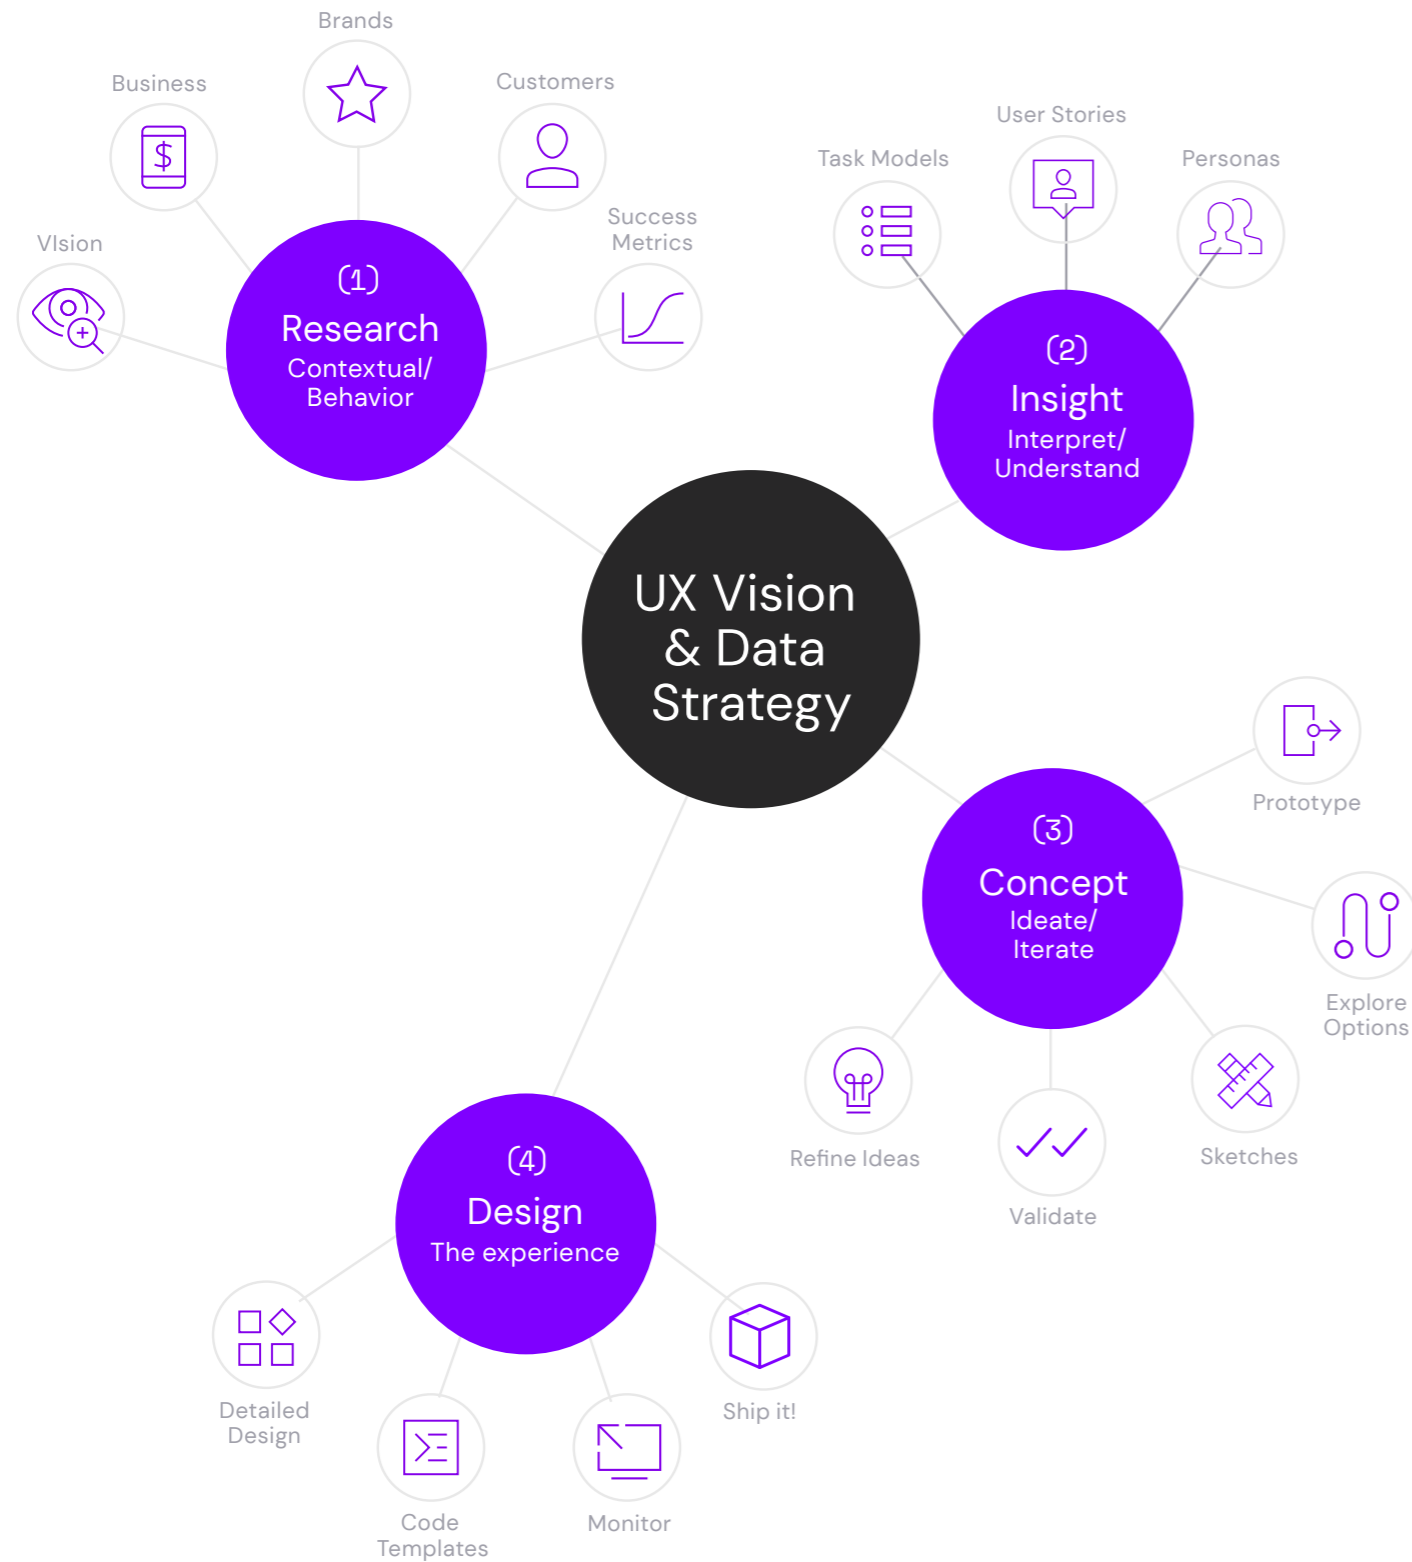 Brands
Business
Customers
VIsion
Success
Metrics
(1)
Research
Contextual/
Behavior
$
User Stories
Task Models
Personas
(2)
Insight
Interpret/
Understand
UX Vision
& Data
Strategy
Prototype
(3)
Concept
Ideate/
Iterate
Explore
Options
Refine Ideas
Validate
Sketches
(4)
Design
The experience
Detailed
Design
Code
Templates
Monitor
Ship it!